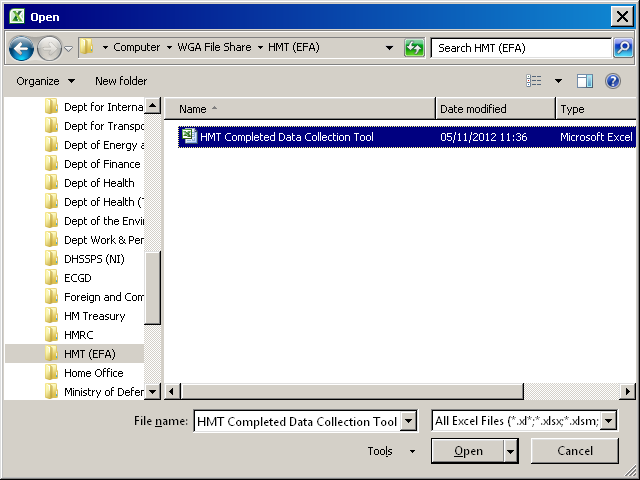 Open
Computer WGA File Share HMT (EFA)
Search HMT (EFA)
Organize New folder
Dept for Interna
Dept for Transpo
Dept of Energy a
Dept of Finance
Dept of Health
Dept of Health (
Dept of the Envi
Dept Work & Per
DHSSPS (NI)
ECGD
Foreign and Com
HM Treasury
HMRC
HMT (EFA)
Home Office
Ministry of Defer
Name Date modified Type
HMT Completed Data Collection Tool 05/11/2012 11:36 Microsoft Excel
File name: HMT Completed Data Collection Tool All Excel Files (*.xl*;*.xlsx;*.xlsm;
Tools Open Cancel